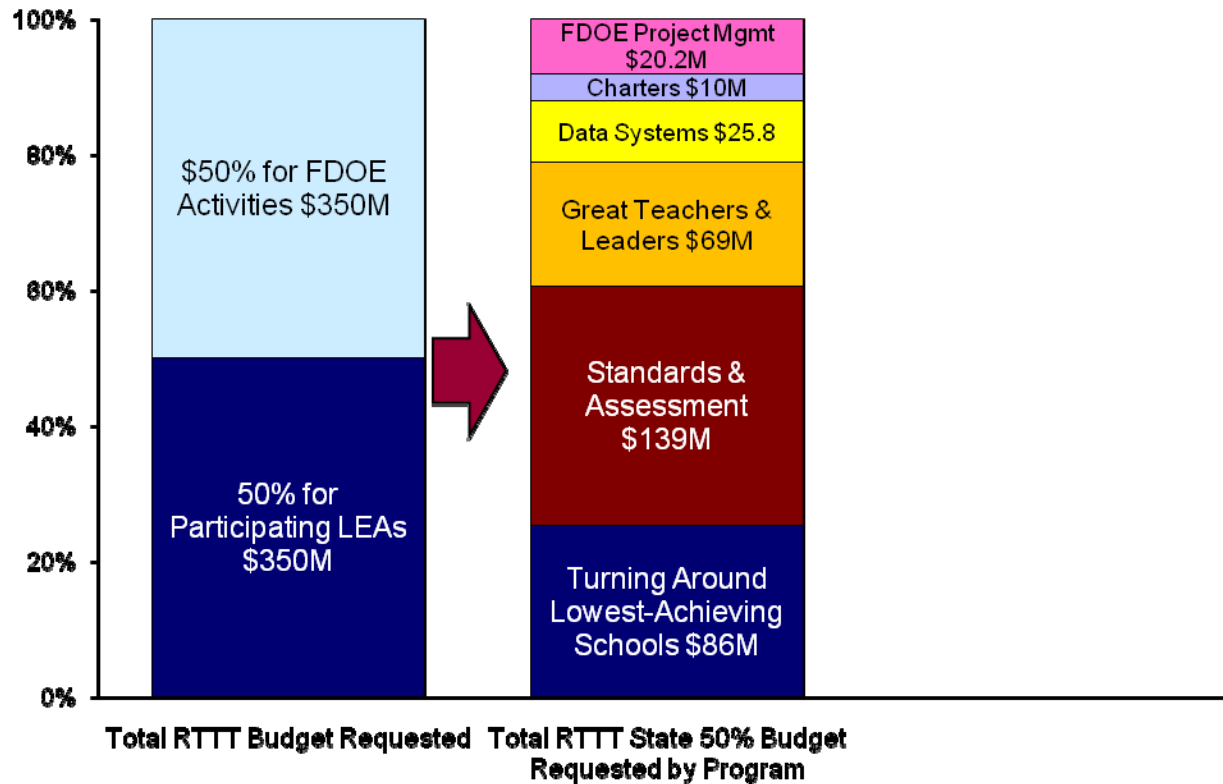 100%
80%
60%
40%
20%
0%
$50% for FDOE
Activities $350M
50% for
Participating LEAs
$350M
FDOE Project Mgmt
$20.2M
Charters $10M
Data Systems $25.8
Great Teachers &
Leaders $69M
Standards &
Assessment
$139M
Turning Around
Lowest-Achieving
Schools $86M
Total RTTT Budget Requested
Total RTTT State 50% Budget
Requested by Program